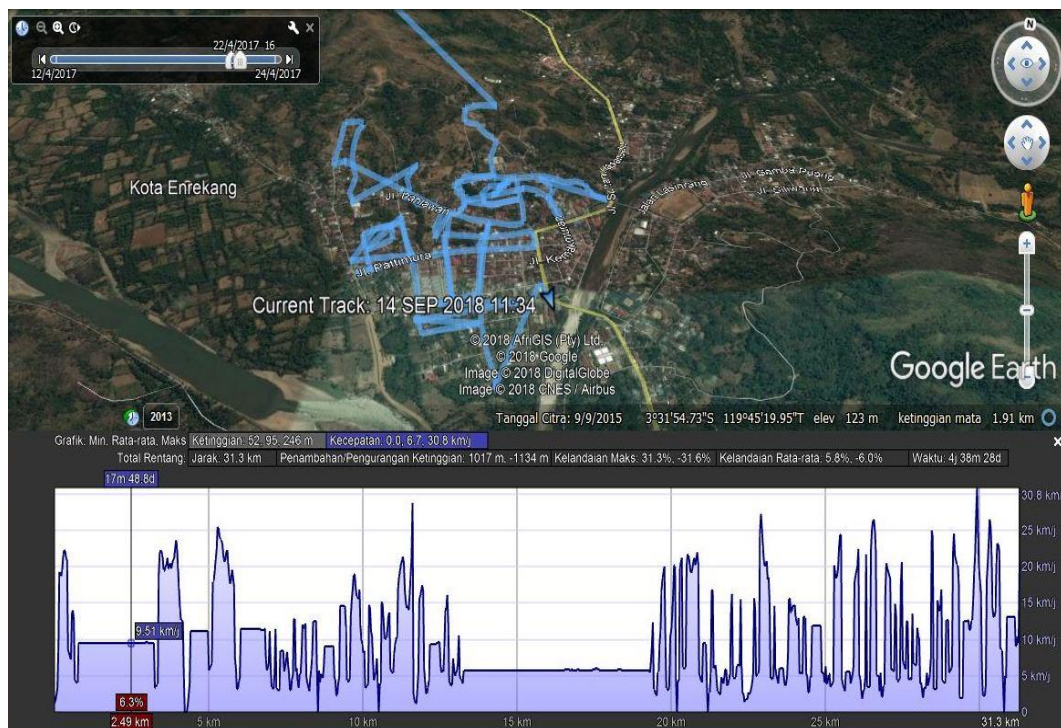 22/4/2017 16
12/4/2017 24/4/2017
N
Kota Enrekang
Jl. Gamba Puang
Jl. Siliwangi
Jalan Lasinrang
Jl. Pattimura
Current Track: 14 SEP 2018 11:34
© 2018 AfriGIS (Pty) Ltd.
© 2018 Google
Image © 2018 DigitalGlobe
Image © 2018 CNES / Airbus
Google Earth
2013
Tanggal Citra: 9/9/2015 3°31'54.73"S 119°45'19.95"T elev 123 m ketinggian mata 1.91 km
Grafik: Min. Rata-rata, Maks Ketinggian: 52, 95, 246 m Kecepatan: 0.0, 6.7, 30.8 km/j
Total Rentang: Jarak: 31.3 km Penambahan/Pengurangan Ketinggian: 1017 m, -1134 m Kelandaian Maks: 31.3%, -31.6% Kelandaian Rata-rata: 5.8%, -6.0% Waktu: 4j 38m 28d
17m 48.8d
30.8 km/j
25 km/j
20 km/j
15 km/j
9.51 km/j
10 km/j
5 km/j
6.3%
0
2.49 km 5 km 10 km 15 km 20 km 25 km 31.3 km